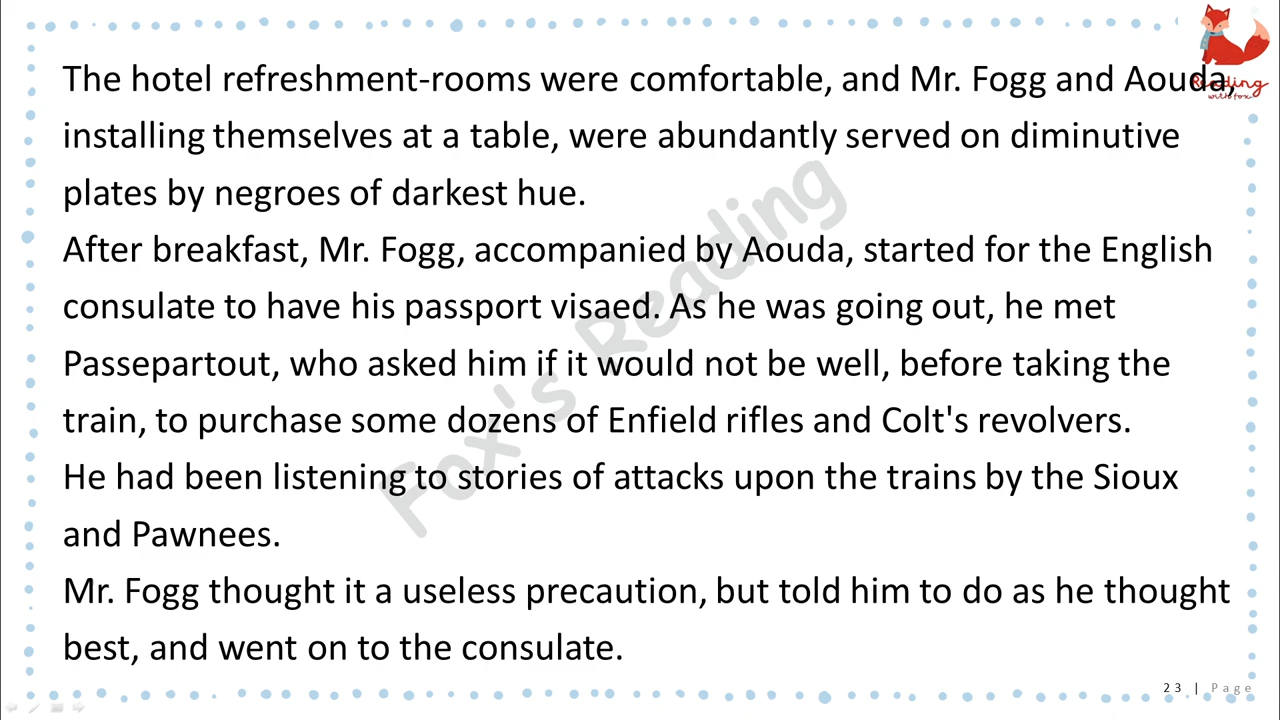 The hotel refreshment-rooms were comfortable, and Mr. Fogg and Aouda,
installing themselves at a table, were abundantly served on diminutive
plates by negroes of darkest hue.
After breakfast, Mr. Fogg, accompanied by Aouda, started for the English
consulate to have his passport visaed. As he was going out, he met
Passepartout, who asked him if it would not be well, before taking the
train, to purchase some dozens of Enfield rifles and Colt's revolvers.
He had been listening to stories of attacks upon the trains by the Sioux
and Pawnees.
Mr. Fogg thought it a useless precaution, but told him to do as he thought
best, and went on to the consulate.
Reading
with fox
Fox's Reading
23 | Page